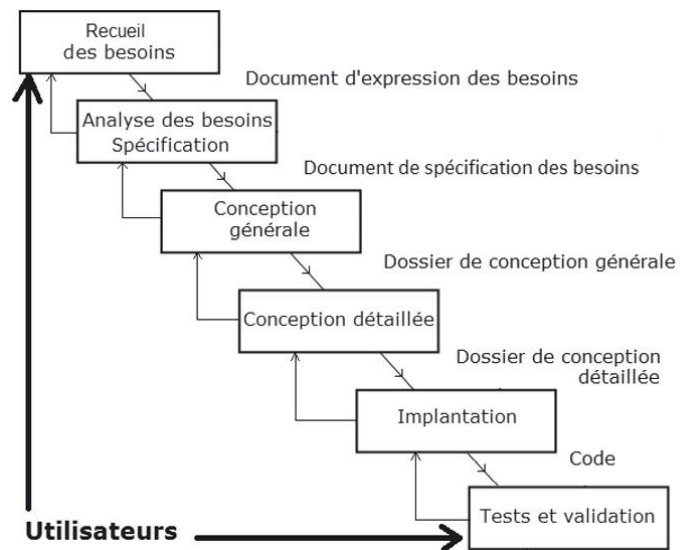 Recueil
des besoins
Document d'expression des besoins
Analyse des besoins
Spécification
Document de spécification des besoins
Conception
générale
Dossier de conception générale
Conception détaillée
Dossier de conception
détaillée
Implantation
Code
Tests et validation
Utilisateurs